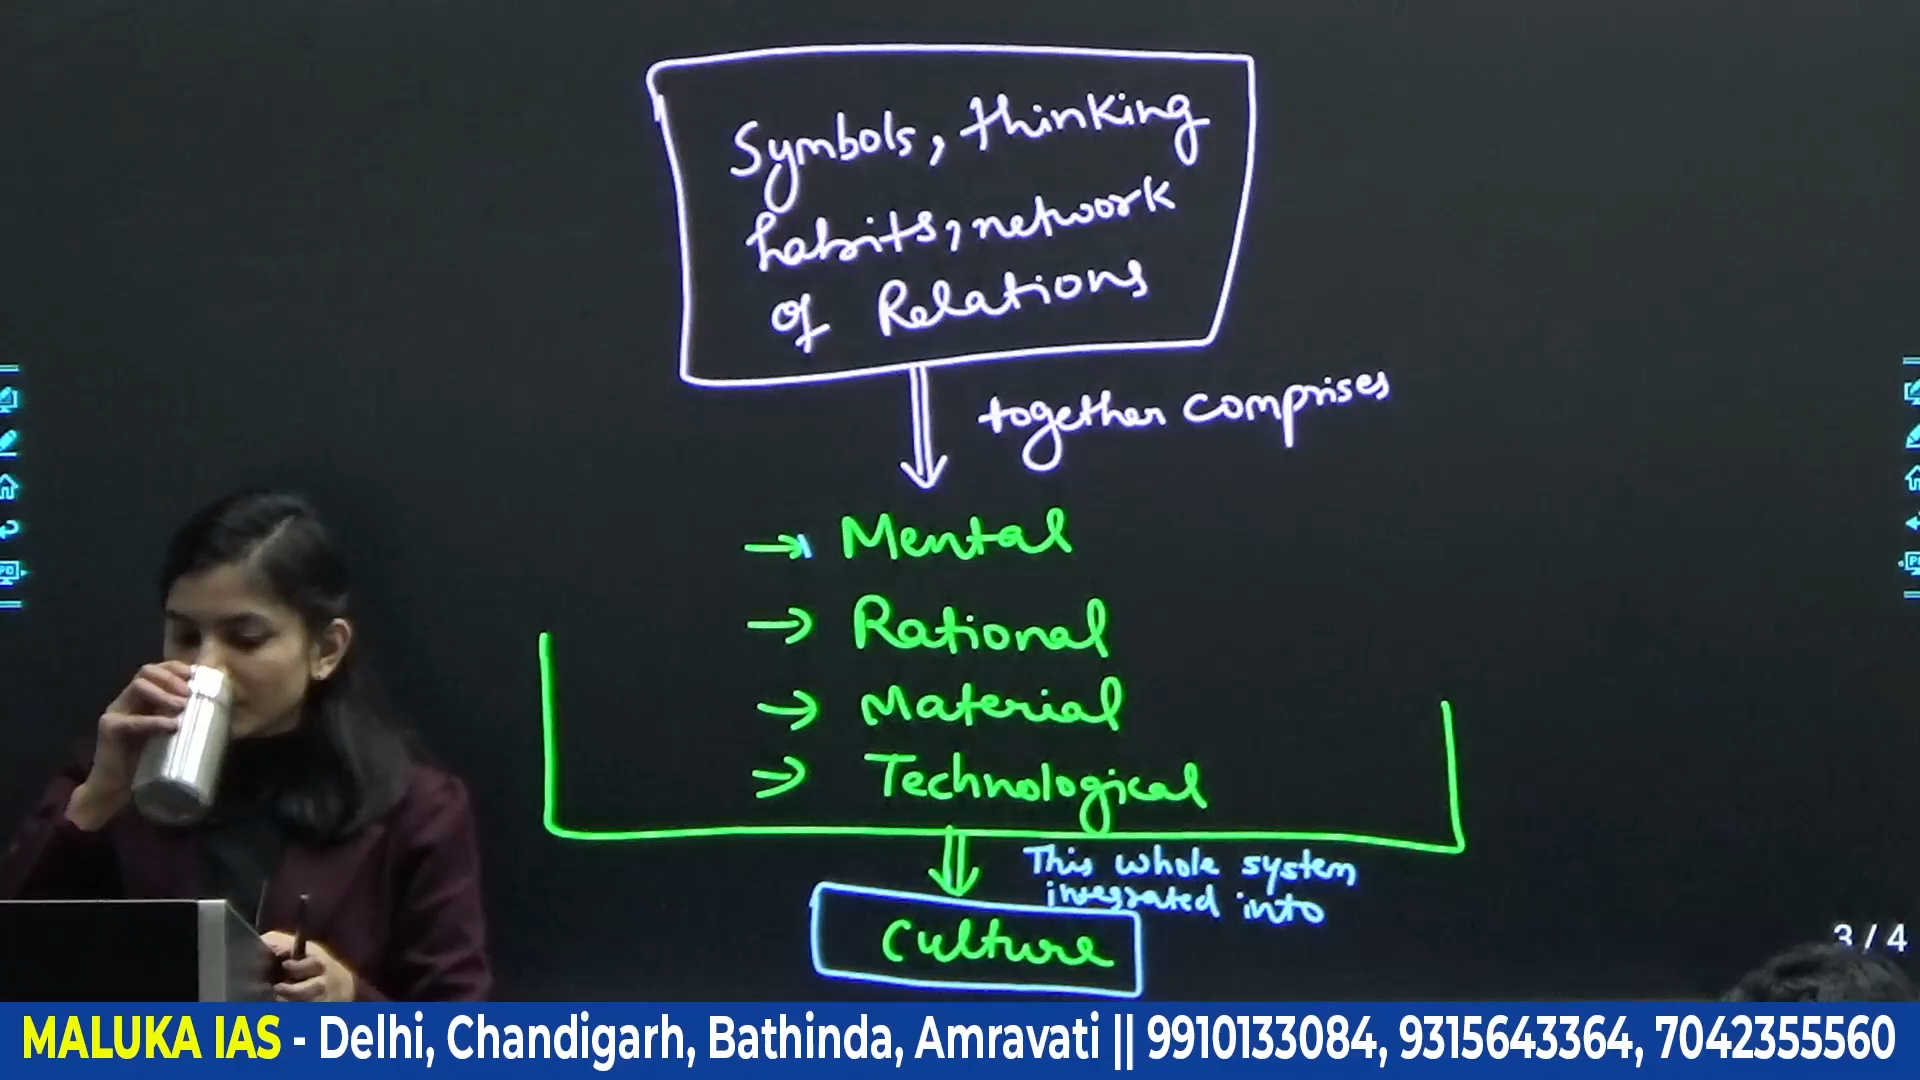 Symbols, thinking
habits, network
of Relations
together comprises
→ Mental
→ Rational
→ Material
→ Technological
This whole system
integrated into
Culture
3 / 4
MALUKA IAS - Delhi, Chandigarh, Bathinda, Amravati || 9910133084, 9315643364, 7042355560